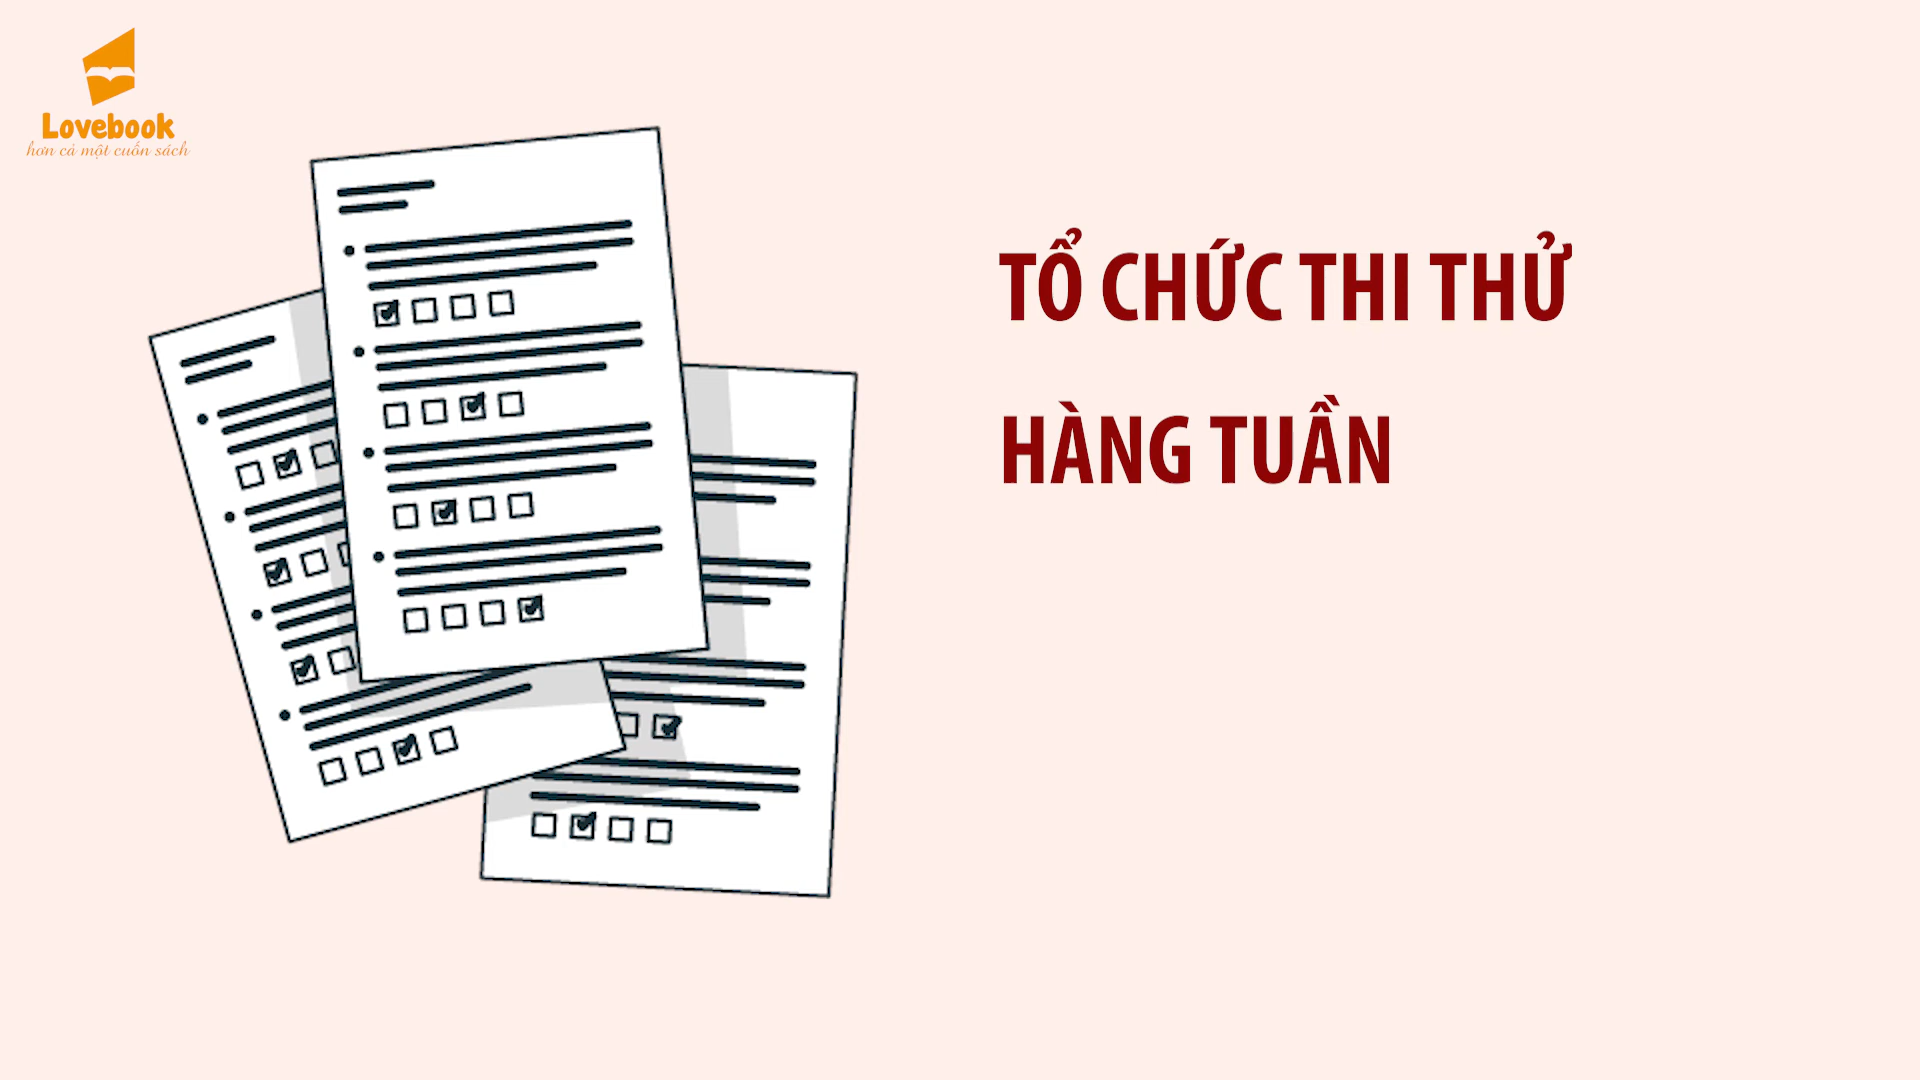 Lovebook
hơn cả một cuốn sách
TỔ CHỨC THI THỬ
HÀNG TUẦN